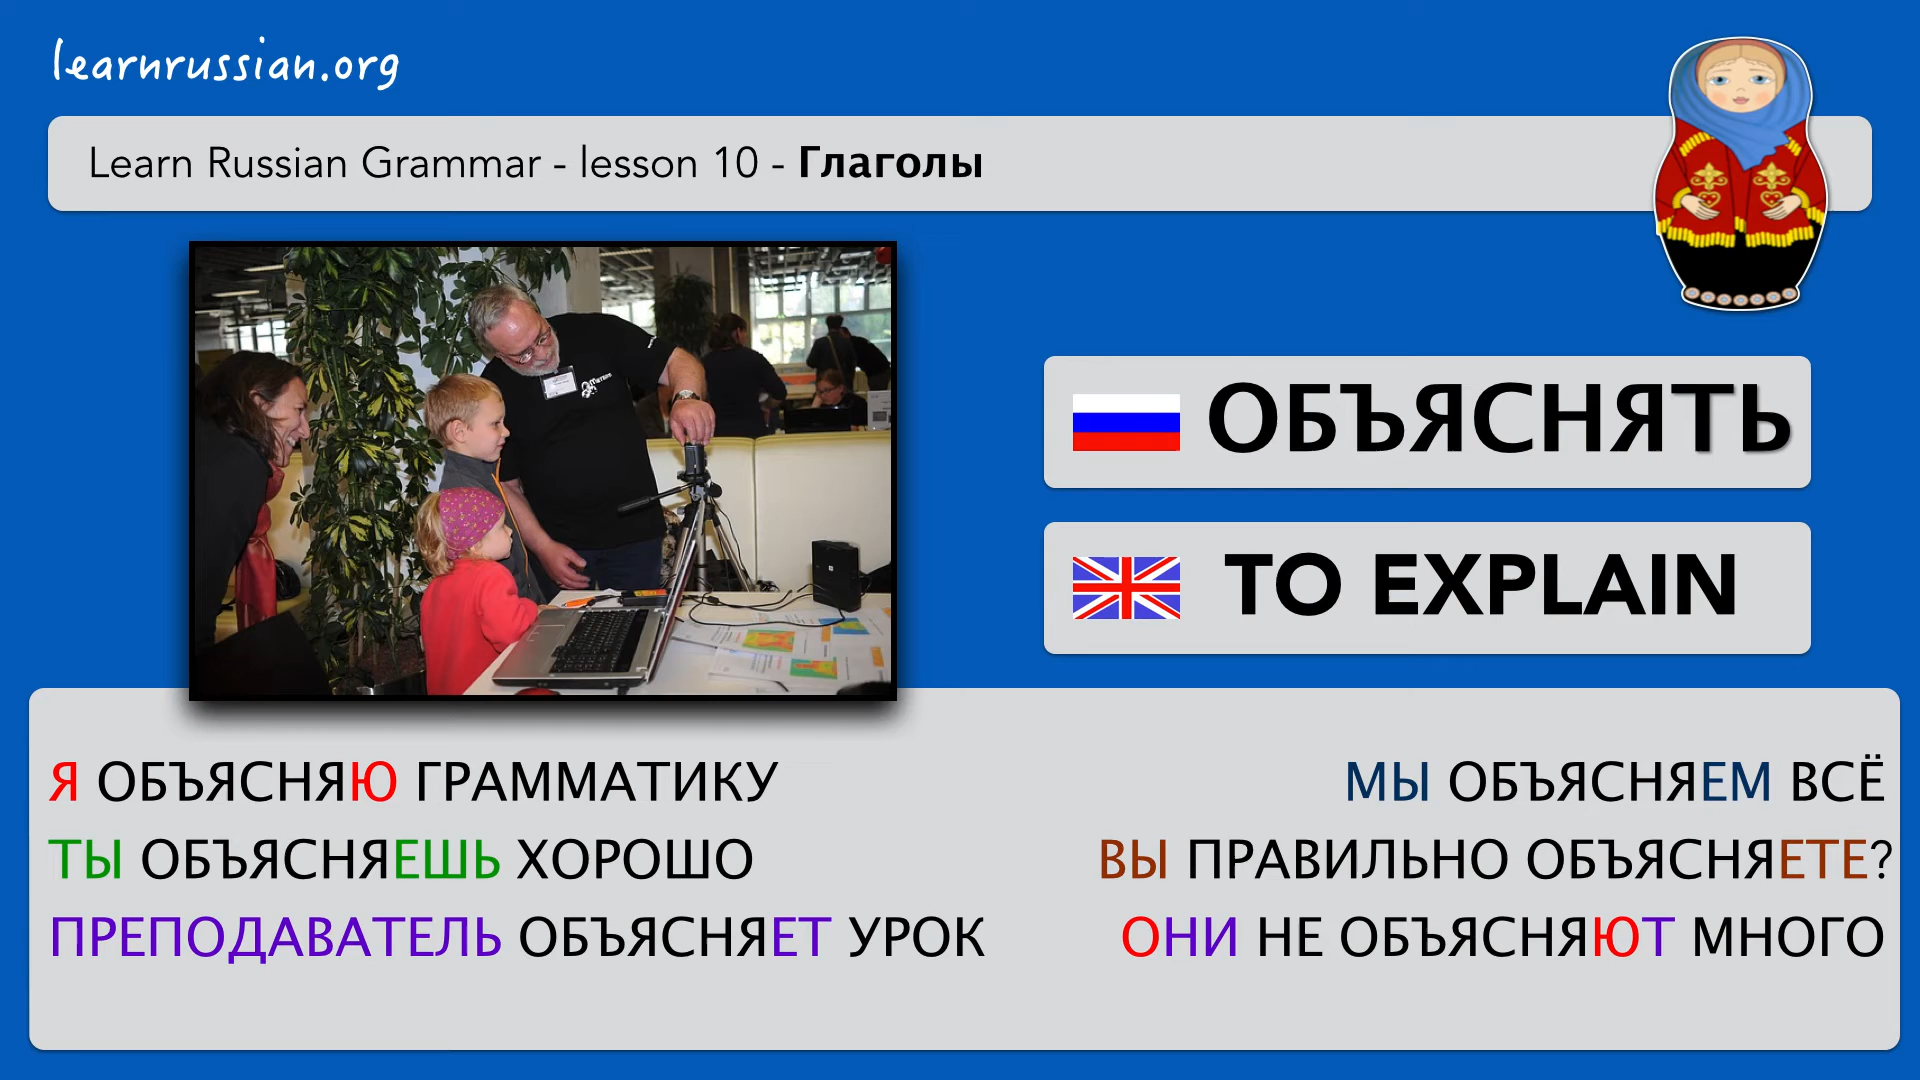 learnrussian.org
Learn Russian Grammar - lesson 10 - Глаголы
ОБЪЯСНЯТЬ
TO EXPLAIN
Я ОБЪЯСНЯЮ ГРАММАТИКУ
ТЫ ОБЪЯСНЯЕШЬ ХОРОШО
ПРЕПОДАВАТЕЛЬ ОБЪЯСНЯЕТ УРОК
МЫ ОБЪЯСНЯЕМ ВСЁ
ВЫ ПРАВИЛЬНО ОБЪЯСНЯЕТЕ?
ОНИ НЕ ОБЪЯСНЯЮТ МНОГО